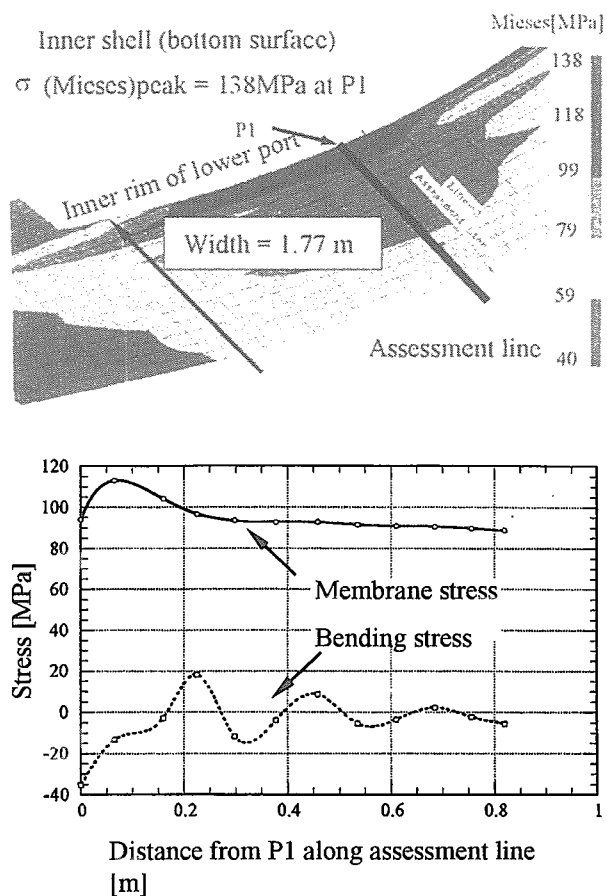 Mieses[MPa]
Inner shell (bottom surface)
σ (Mieses)peak = 138MPa at P1
138
118
99
79
59
40
P1
Inner rim of lower port
Width = 1.77 m
Assessment line
120
100
80
60
40
20
0
-20
-40
Stress [MPa]
Membrane stress
Bending stress
0
0.2
0.4
0.6
0.8
1
Distance from P1 along assessment line
[m]